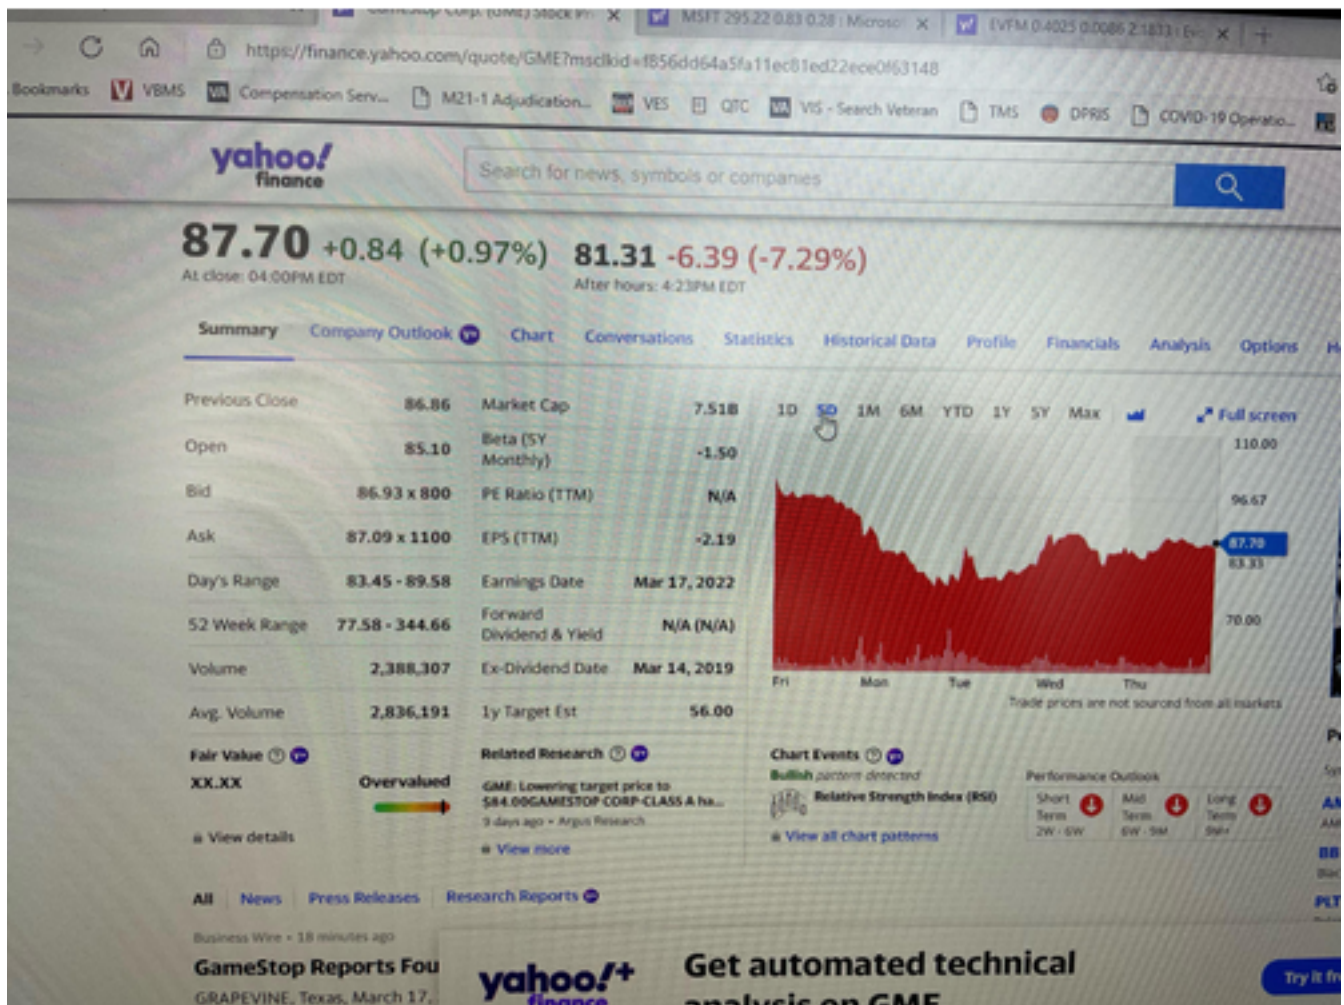 GameStop Corp. (GME) Stock Pri
MSFT 295.22 0.83 0.28 : Microso
EVFM 0.4025 0.0086 2.1833 : Evo
https://finance.yahoo.com/quote/GME?msclkid=f856dd64a5fa11ec81ed22ece0f63148
Bookmarks VBMS Compensation Serv... M21-1 Adjudication... VES QTC VIS - Search Veteran TMS DPRIS COVID-19 Operatio...
yahoo!
finance
Search for news, symbols or companies
87.70 +0.84 (+0.97%) 81.31 -6.39 (-7.29%)
At close: 04:00PM EDT After hours: 4:23PM EDT
Summary Company Outlook Y+ Chart Conversations Statistics Historical Data Profile Financials Analysis Options
Previous Close 86.86
Open 85.10
Bid 86.93 x 800
Ask 87.09 x 1100
Day's Range 83.45 - 89.58
52 Week Range 77.58 - 344.66
Volume 2,388,307
Avg. Volume 2,836,191
Market Cap 7.51B
Beta (5Y
Monthly) -1.50
PE Ratio (TTM) N/A
EPS (TTM) -2.19
Earnings Date Mar 17, 2022
Forward
Dividend & Yield N/A (N/A)
Ex-Dividend Date Mar 14, 2019
1y Target Est 56.00
1D 5D 1M 6M YTD 1Y 5Y Max Full screen
110.00
96.67
87.70
83.33
70.00
Fri Mon Tue Wed Thu
Trade prices are not sourced from all markets
Fair Value
XX.XX Overvalued
View details
Related Research
GME: Lowering target price to
$84.00GAMESTOP CORP-CLASS A ha...
9 days ago • Argus Research
View more
Chart Events
Bullish pattern detected
Relative Strength Index (RSI)
View all chart patterns
Performance Outlook
Short
Term
2W - 6W
Mid
Term
6W - 9M
Long
Term
9M+
All News Press Releases Research Reports
Business Wire • 18 minutes ago
GameStop Reports Fou
GRAPEVINE, Texas, March 17,
yahoo!+
finance
Get automated technical
analysis on GME
Try it fr
BB
PLT